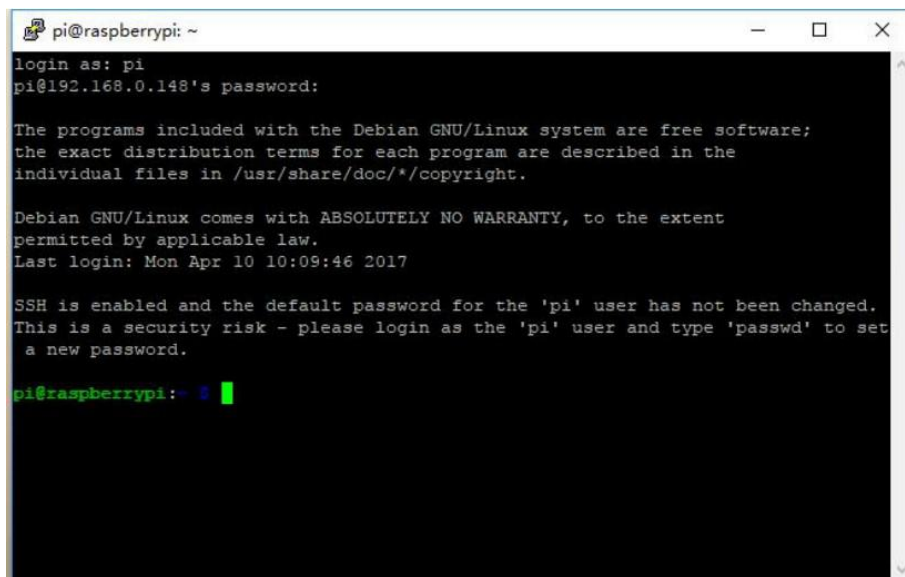 pi@raspberrypi: ~
login as: pi
pi@192.168.0.148's password:
The programs included with the Debian GNU/Linux system are free software;
the exact distribution terms for each program are described in the
individual files in /usr/share/doc/*/copyright.
Debian GNU/Linux comes with ABSOLUTELY NO WARRANTY, to the extent
permitted by applicable law.
Last login: Mon Apr 10 10:09:46 2017
SSH is enabled and the default password for the 'pi' user has not been changed.
This is a security risk - please login as the 'pi' user and type 'passwd' to set
 a new password.
pi@raspberrypi:~ $